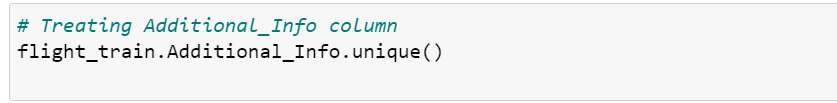 # Treating Additional_Info column
flight_train.Additional_Info.unique()